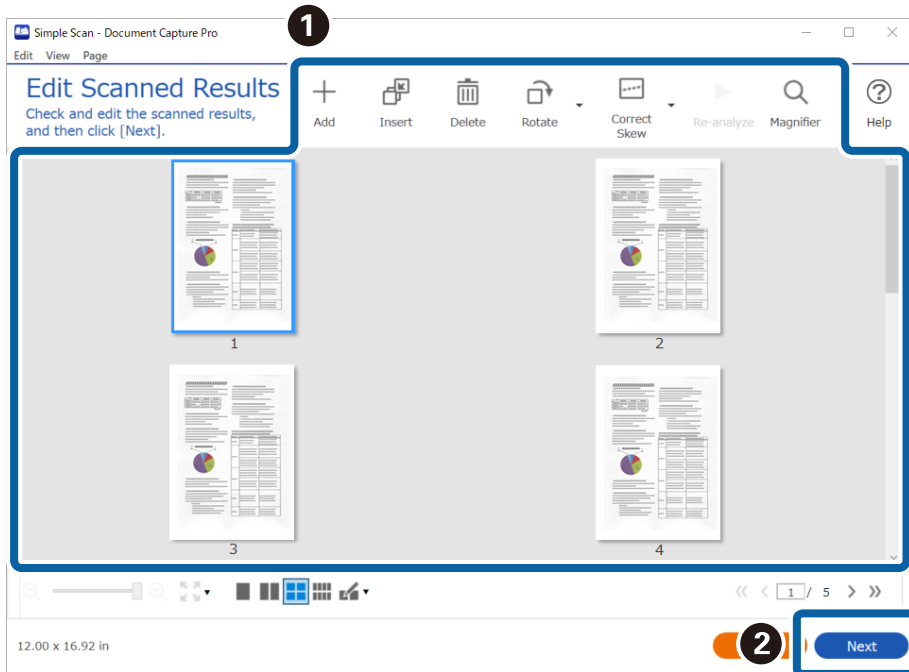 1
Simple Scan - Document Capture Pro
Edit View Page
Edit Scanned Results
Check and edit the scanned results,
and then click [Next].
Add
Insert
Delete
Rotate
Correct
Skew
Re-analyze
Magnifier
Help
1
2
3
4
1 / 5
12.00 x 16.92 in
2
Next